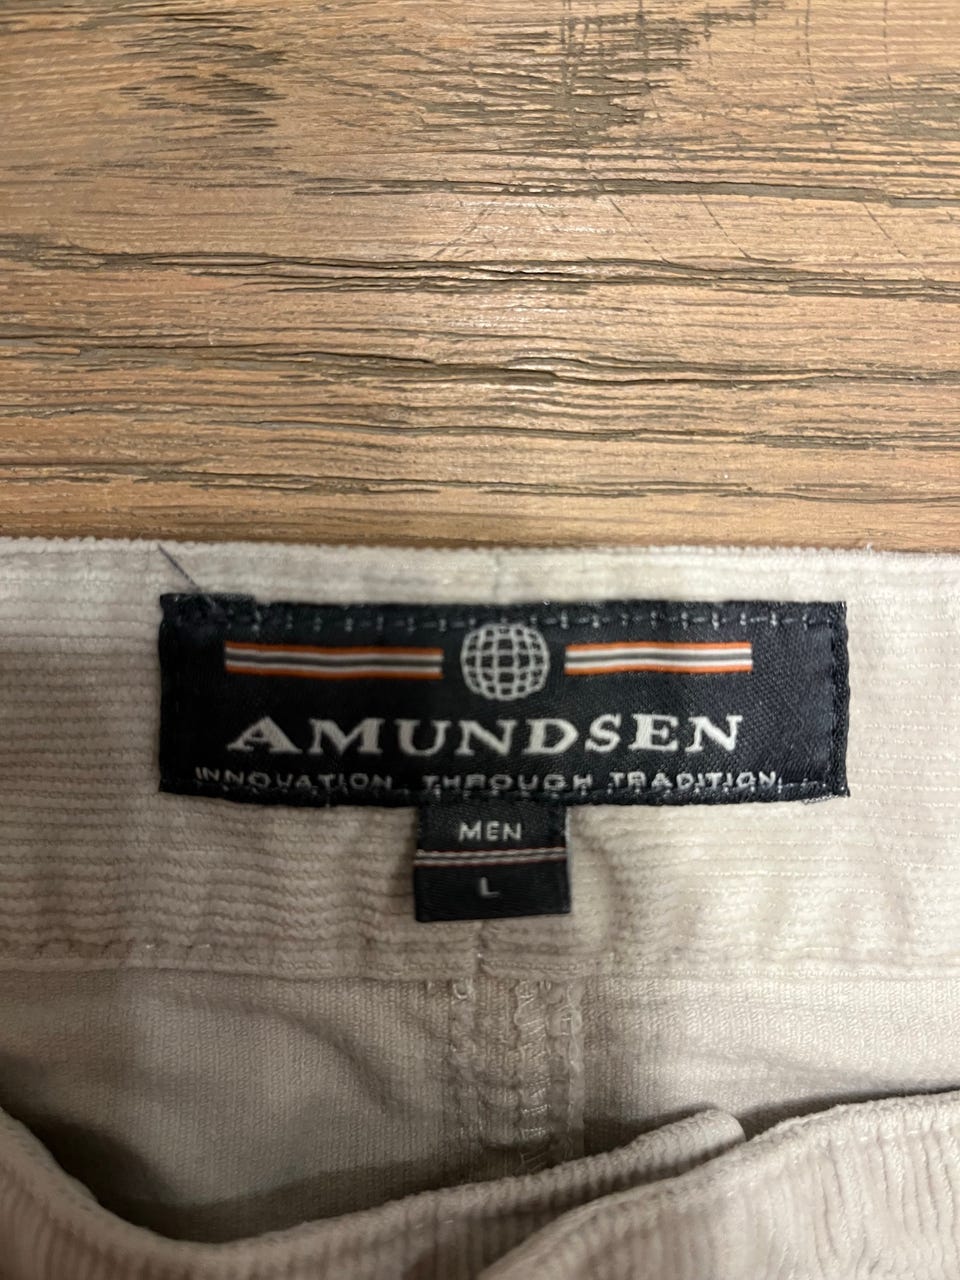 AMUNDSEN
INNOVATION THROUGH TRADITION
MEN
L